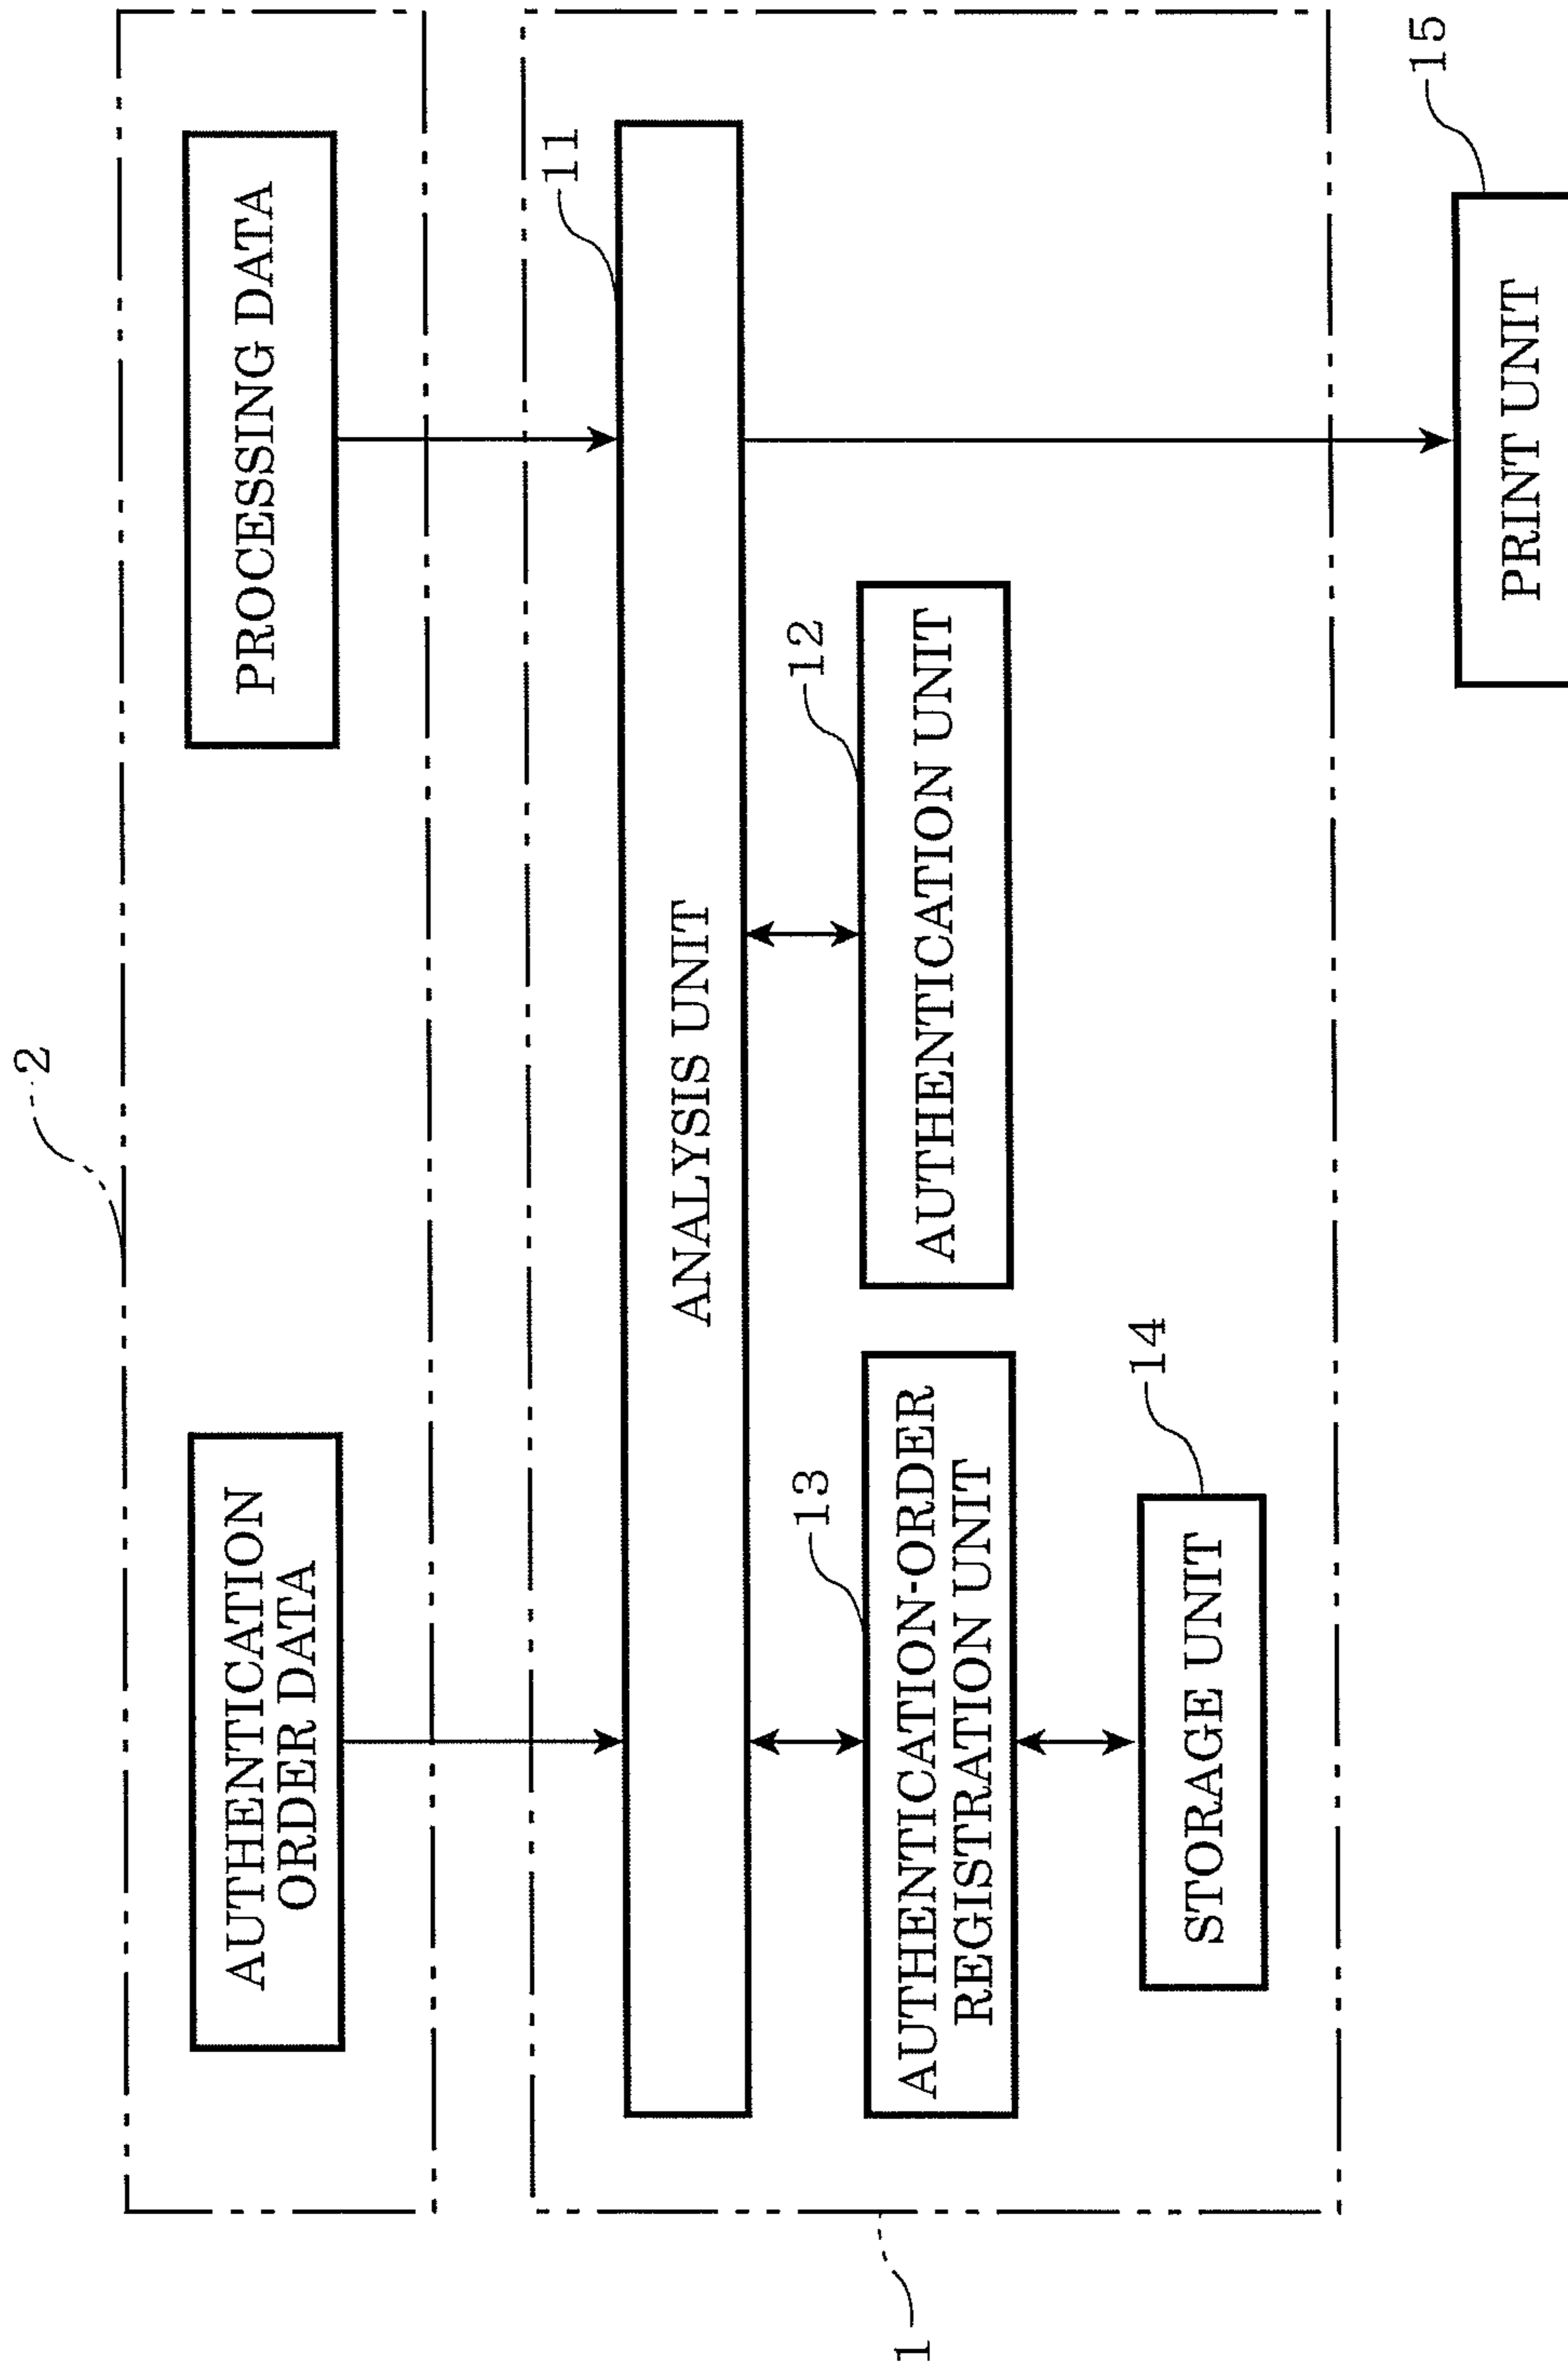 2
AUTHENTICATION
ORDER DATA
PROCESSING DATA
11
ANALYSIS UNIT
13
12
AUTHENTICATION-ORDER
REGISTRATION UNIT
AUTHENTICATION UNIT
14
STORAGE UNIT
1
15
PRINT UNIT